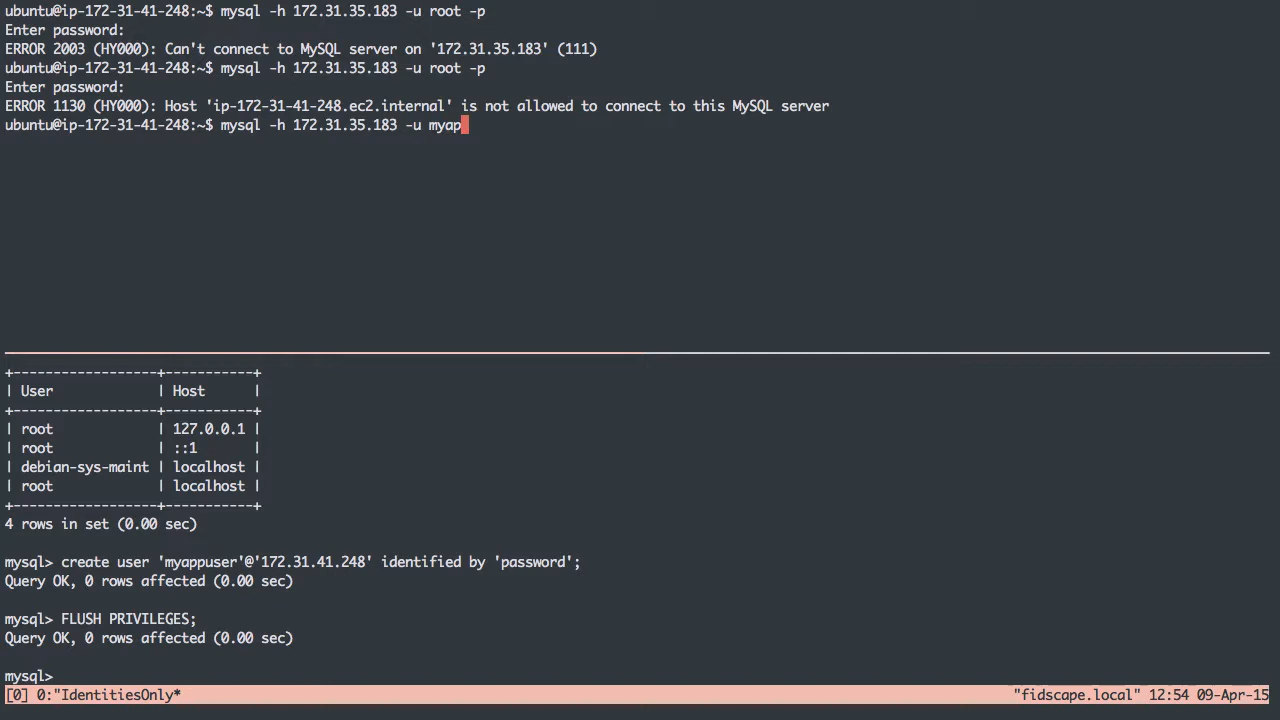 ubuntu@ip-172-31-41-248:~$ mysql -h 172.31.35.183 -u root -p
Enter password:
ERROR 2003 (HY000): Can't connect to MySQL server on '172.31.35.183' (111)
ubuntu@ip-172-31-41-248:~$ mysql -h 172.31.35.183 -u root -p
Enter password:
ERROR 1130 (HY000): Host 'ip-172-31-41-248.ec2.internal' is not allowed to connect to this MySQL server
ubuntu@ip-172-31-41-248:~$ mysql -h 172.31.35.183 -u myap
+------------------+-----------+
| User             | Host      |
+------------------+-----------+
| root             | 127.0.0.1 |
| root             | ::1       |
| debian-sys-maint | localhost |
| root             | localhost |
+------------------+-----------+
4 rows in set (0.00 sec)
mysql> create user 'myappuser'@'172.31.41.248' identified by 'password';
Query OK, 0 rows affected (0.00 sec)
mysql> FLUSH PRIVILEGES;
Query OK, 0 rows affected (0.00 sec)
mysql>
[0] 0:"IdentitiesOnly* "fidscape.local" 12:54 09-Apr-15